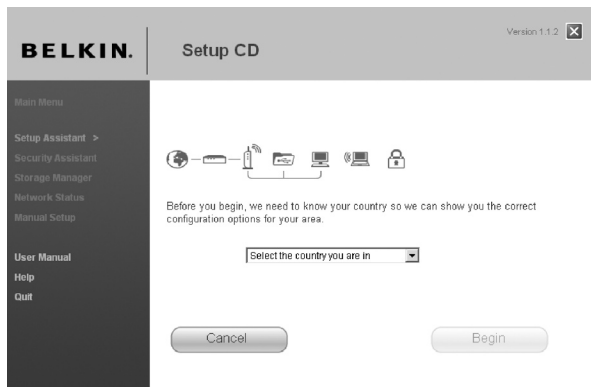 BELKIN.
Setup CD
Version 1.1.2
Main Menu
Setup Assistant >
Security Assistant
Storage Manager
Network Status
Manual Setup
User Manual
Help
Quit
Before you begin, we need to know your country so we can show you the correct
configuration options for your area.
Select the country you are in
Cancel
Begin